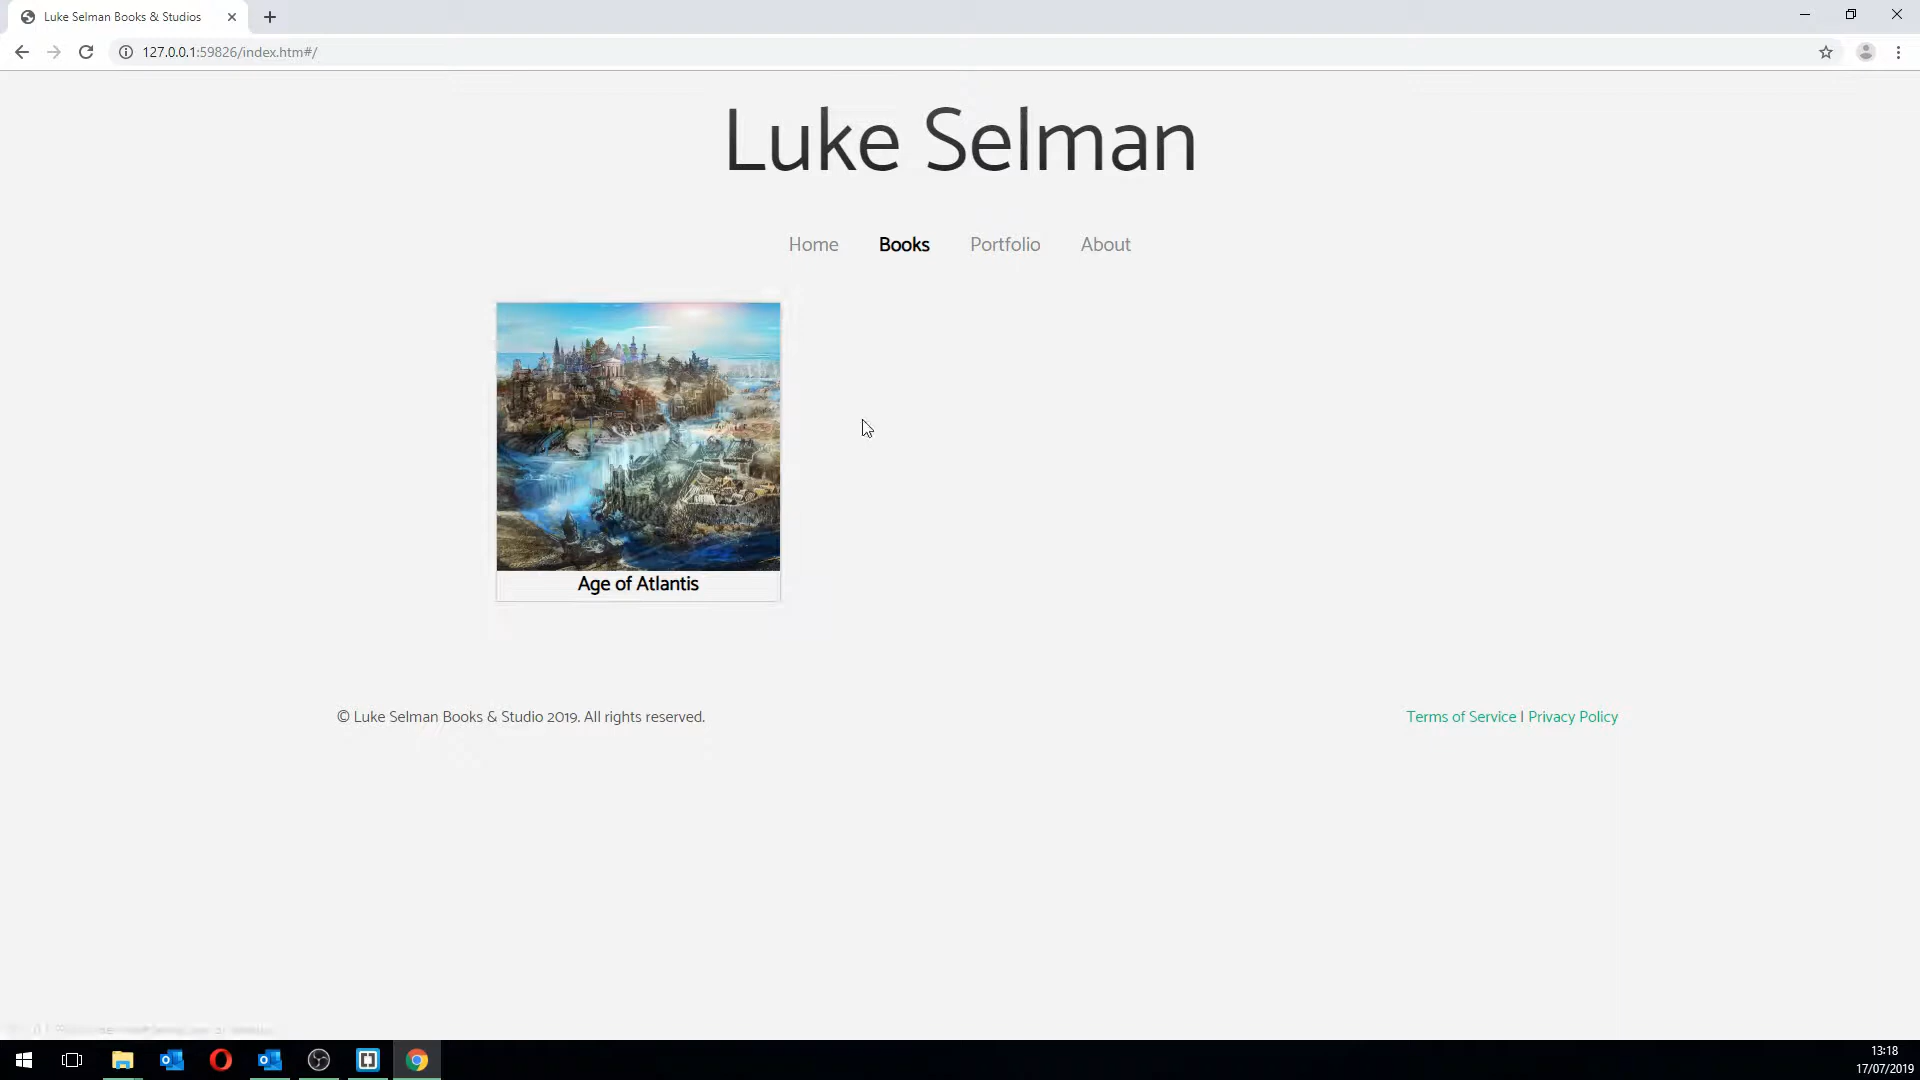 Luke Selman Books & Studios
127.0.0.1:59826/index.htm#/
Luke Selman
Home Books Portfolio About
Age of Atlantis
© Luke Selman Books & Studio 2019. All rights reserved.
Terms of Service | Privacy Policy
13:18
17/07/2019